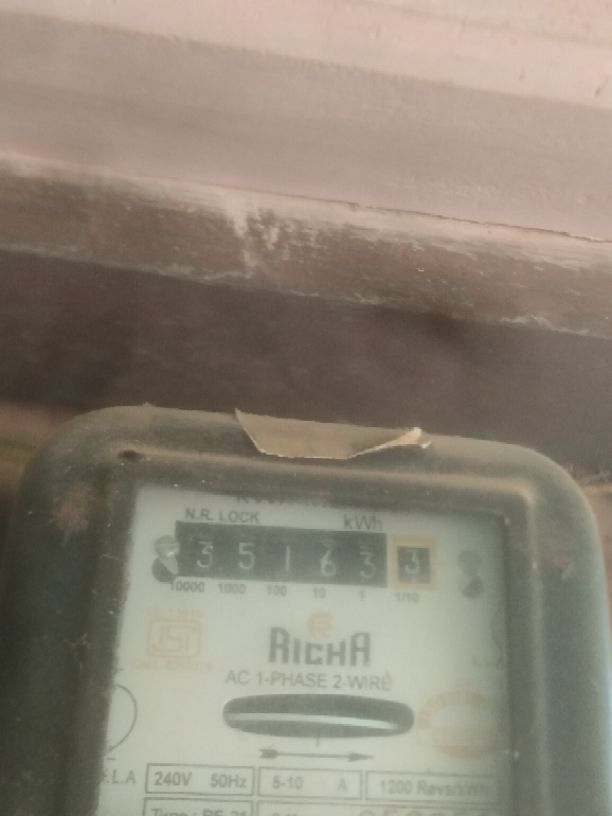 N.R. LOCK kWh
3 5 1 6 3 3
10000 1000 100 10 1 1/10
ISI
RICHA
AC 1-PHASE 2-WIRE
240V 50Hz 5-10 A 1200 Revs/kWh